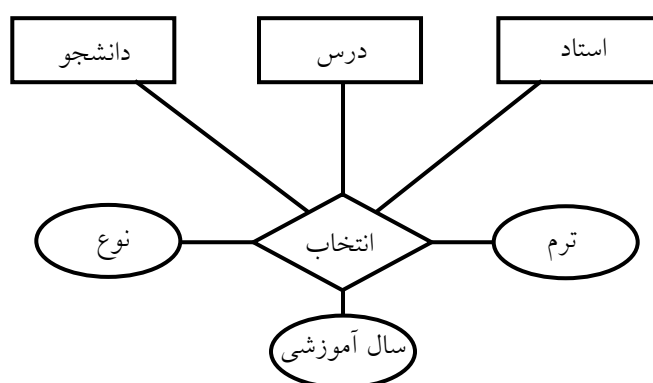 استاد
درس
دانشجو
ترم
انتخاب
نوع
سال آموزشی